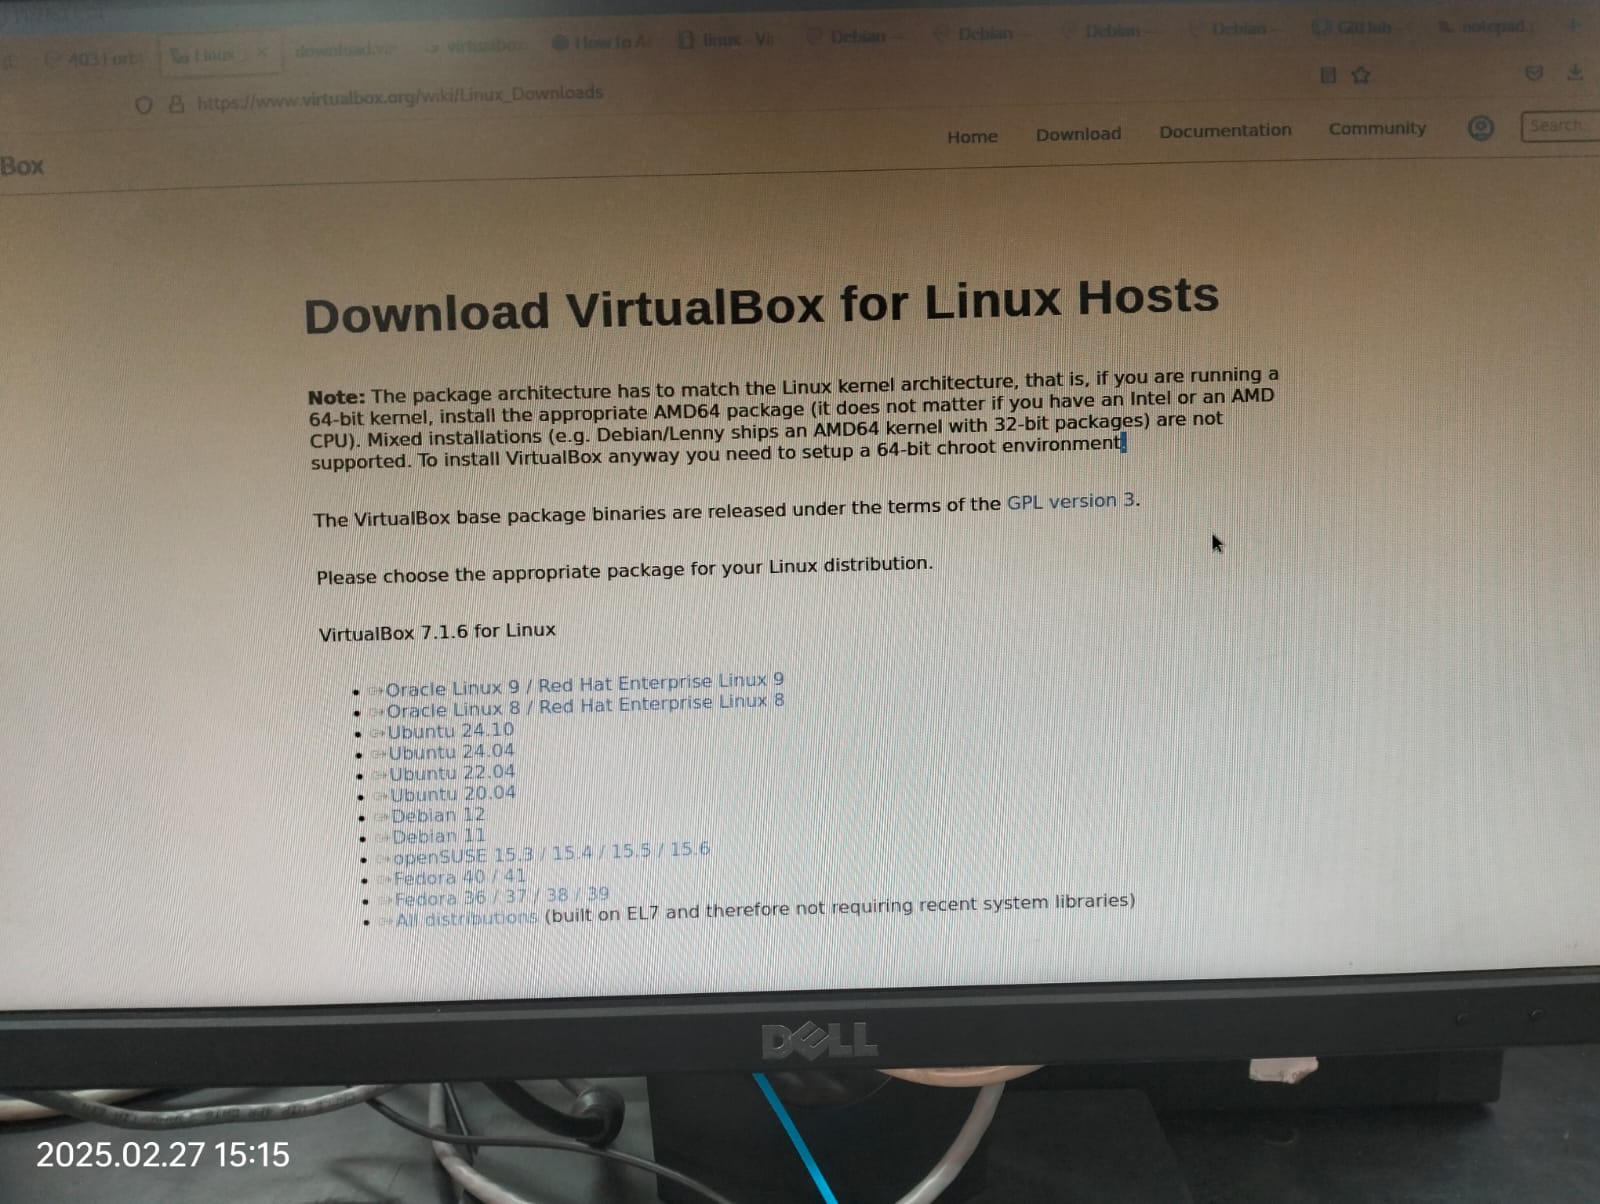 403 Forb
Linux
download.vir
virtualbox
How to A
linux - Vir
Debian —
Debian
Debian —
Debian —
GitHub
notepad.
https://www.virtualbox.org/wiki/Linux_Downloads
Box
Home Download Documentation Community Search
Download VirtualBox for Linux Hosts
Note: The package architecture has to match the Linux kernel architecture, that is, if you are running a
64-bit kernel, install the appropriate AMD64 package (it does not matter if you have an Intel or an AMD
CPU). Mixed installations (e.g. Debian/Lenny ships an AMD64 kernel with 32-bit packages) are not
supported. To install VirtualBox anyway you need to setup a 64-bit chroot environment.
The VirtualBox base package binaries are released under the terms of the GPL version 3.
Please choose the appropriate package for your Linux distribution.
VirtualBox 7.1.6 for Linux
Oracle Linux 9 / Red Hat Enterprise Linux 9
Oracle Linux 8 / Red Hat Enterprise Linux 8
Ubuntu 24.10
Ubuntu 24.04
Ubuntu 22.04
Ubuntu 20.04
Debian 12
Debian 11
openSUSE 15.3 / 15.4 / 15.5 / 15.6
Fedora 40 / 41
Fedora 36 / 37 / 38 / 39
All distributions (built on EL7 and therefore not requiring recent system libraries)
DELL
2025.02.27 15:15